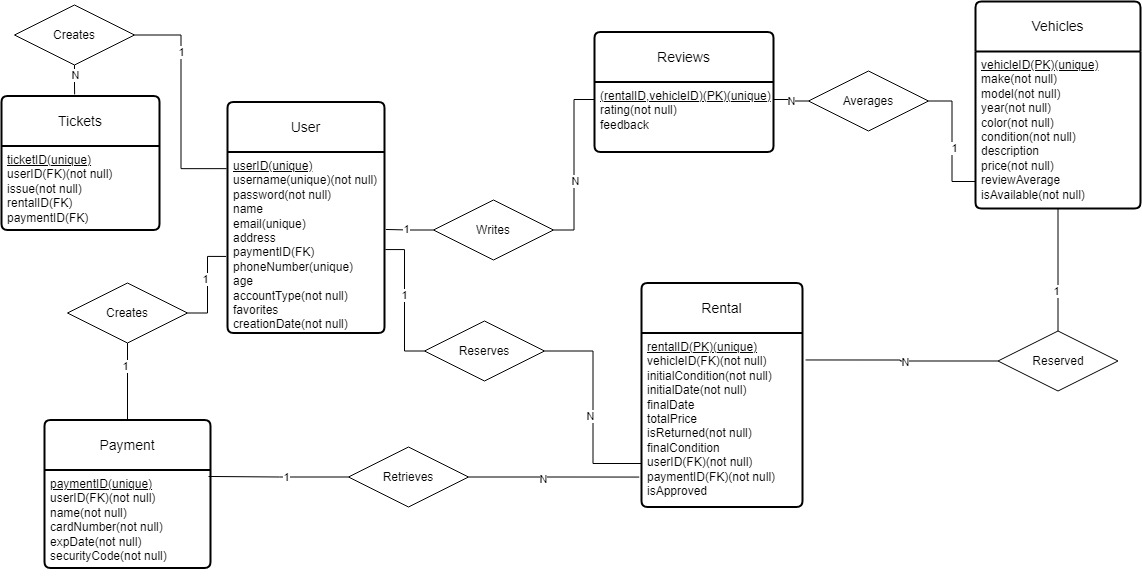 Creates
1
N
Tickets
ticketID(unique)
userID(FK)(not null)
issue(not null)
rentalID(FK)
paymentID(FK)
User
userID(unique)
username(unique)(not null)
password(not null)
name
email(unique)
address
paymentID(FK)
phoneNumber(unique)
age
accountType(not null)
favorites
creationDate(not null)
Reviews
(rentalID,vehicleID)(PK)(unique)
rating(not null)
feedback
N
Averages
1
Vehicles
vehicleID(PK)(unique)
make(not null)
model(not null)
year(not null)
color(not null)
condition(not null)
description
price(not null)
reviewAverage
isAvailable(not null)
1
Writes
N
1
Creates
1
1
Reserves
N
Rental
rentalID(PK)(unique)
vehicleID(FK)(not null)
initialCondition(not null)
initialDate(not null)
finalDate
totalPrice
isReturned(not null)
finalCondition
userID(FK)(not null)
paymentID(FK)(not null)
isApproved
1
Reserved
N
Payment
paymentID(unique)
userID(FK)(not null)
name(not null)
cardNumber(not null)
expDate(not null)
securityCode(not null)
1
Retrieves
N